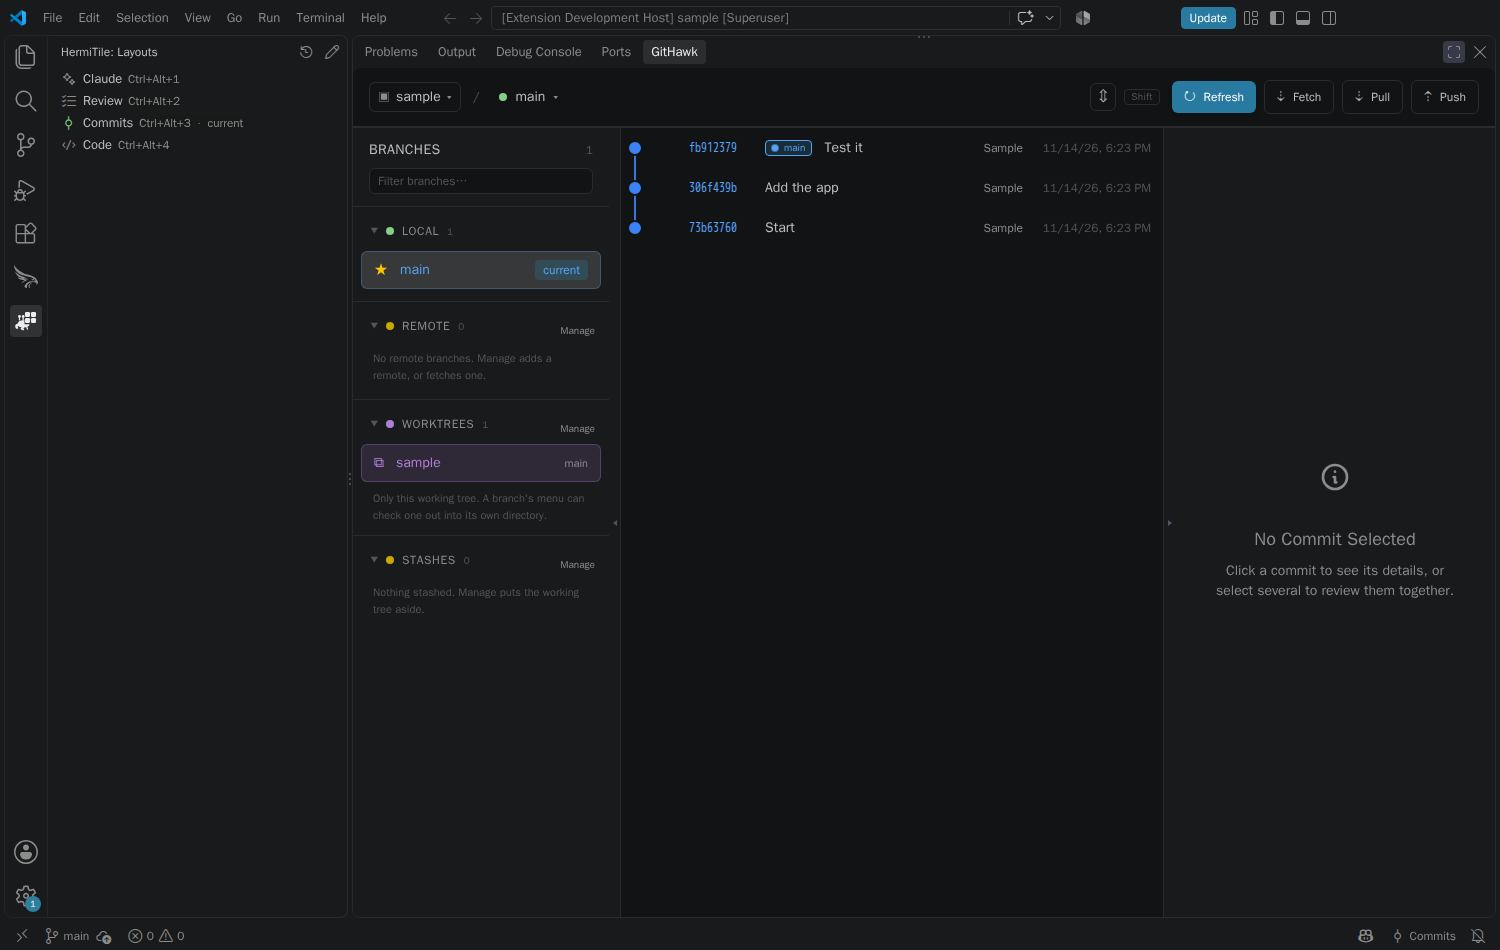 File Edit Selection View Go Run Terminal Help
[Extension Development Host] sample [Superuser]
Update
HermiTile: Layouts
Claude Ctrl+Alt+1
Review Ctrl+Alt+2
Commits Ctrl+Alt+3 · current
Code Ctrl+Alt+4
Problems Output Debug Console Ports GitHawk
sample / main
Shift Refresh Fetch Pull Push
BRANCHES 1
Filter branches…
LOCAL 1
main current
REMOTE 0 Manage
No remote branches. Manage adds a
remote, or fetches one.
WORKTREES 1 Manage
sample main
Only this working tree. A branch's menu can
check one out into its own directory.
STASHES 0 Manage
Nothing stashed. Manage puts the working
tree aside.
fb912379 main Test it Sample 11/14/26, 6:23 PM
306f439b Add the app Sample 11/14/26, 6:23 PM
73b63760 Start Sample 11/14/26, 6:23 PM
No Commit Selected
Click a commit to see its details, or
select several to review them together.
1
main 0 0 Commits